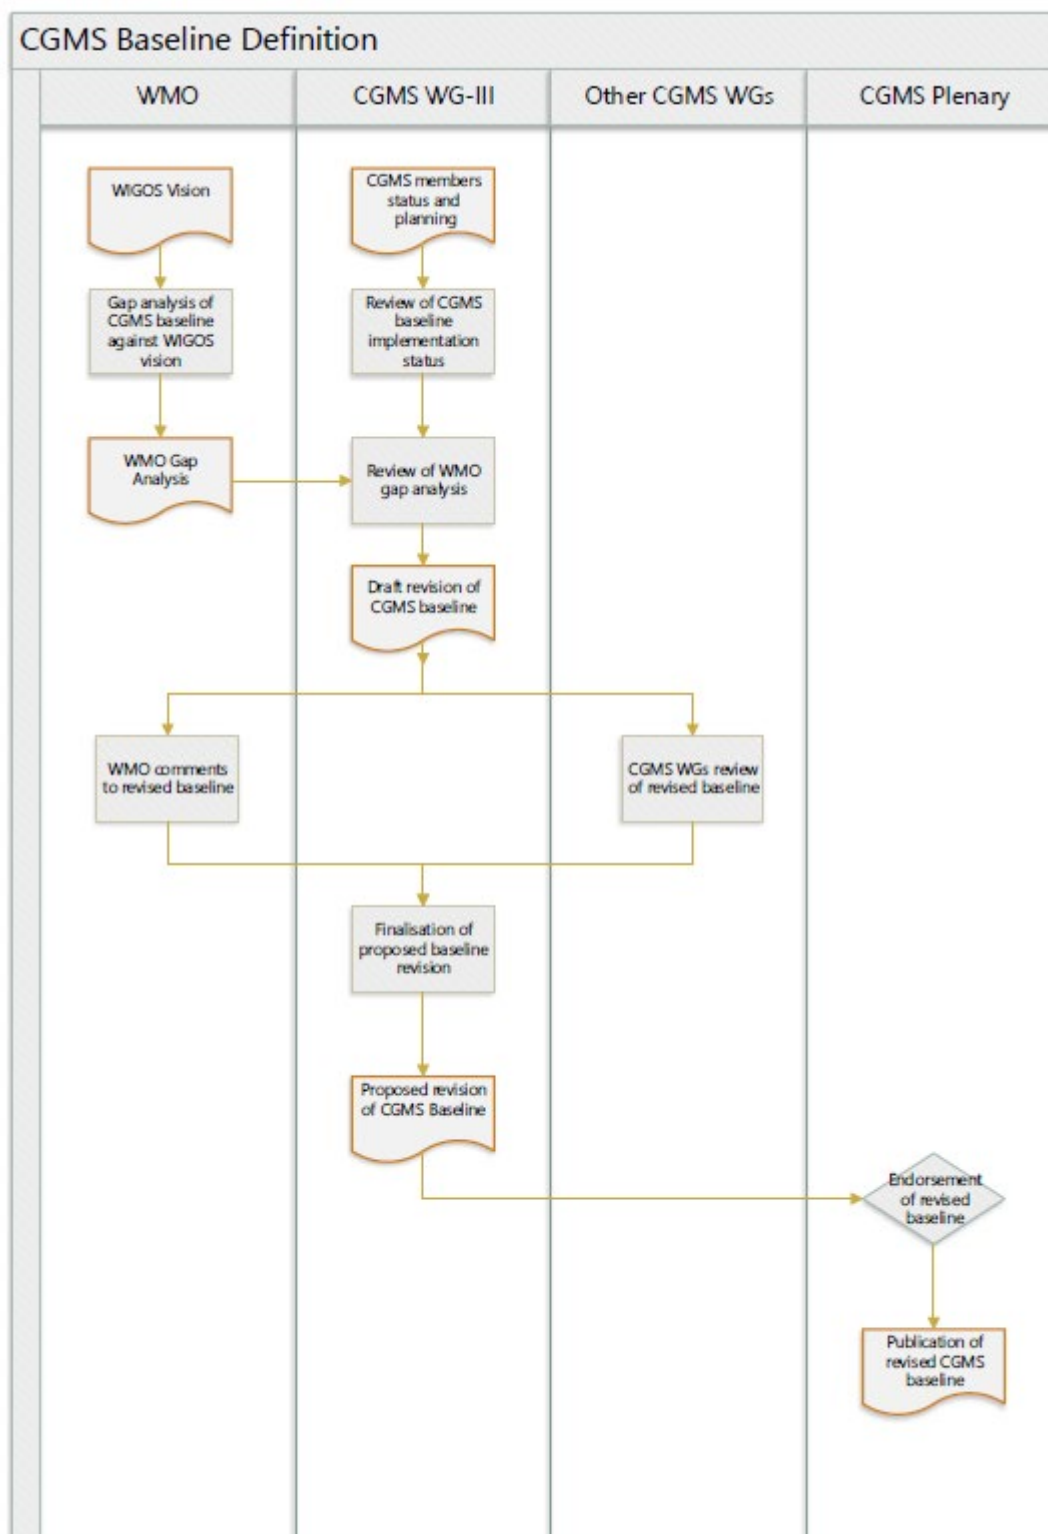 CGMS Baseline Definition
WMO
CGMS WG-III
Other CGMS WGs
CGMS Plenary
WIGOS Vision
CGMS members
status and
planning
Gap analysis of
CGMS baseline
against WIGOS
vision
Review of CGMS
baseline
implementation
status
WMO Gap
Analysis
Review of WMO
gap analysis
Draft revision of
CGMS baseline
WMO comments
to revised baseline
CGMS WGs review
of revised baseline
Finalisation of
proposed baseline
revision
Proposed revision
of CGMS Baseline
Endorsement
of revised
baseline
Publication of
revised CGMS
baseline